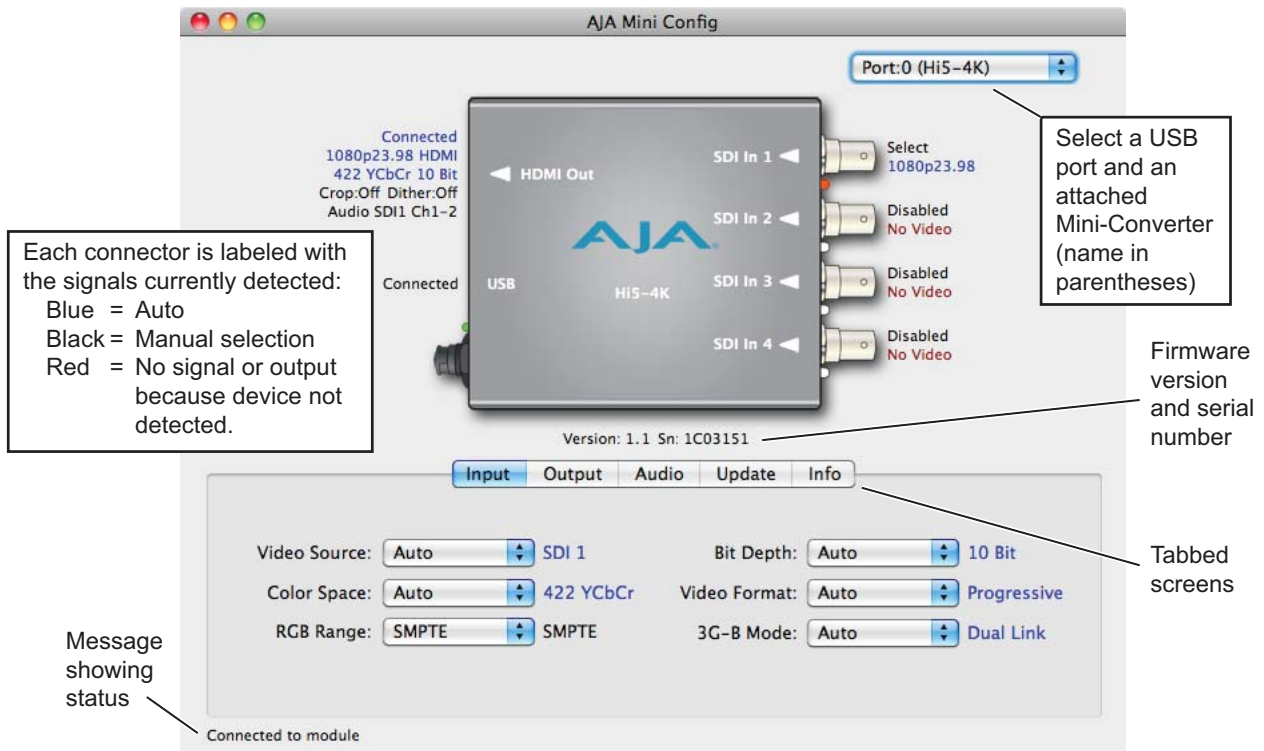 AJA Mini Config
Port:0 (Hi5-4K)
Select a USB
port and an
attached
Mini-Converter
(name in
parentheses)
Connected
1080p23.98 HDMI
422 YCbCr 10 Bit
Crop:Off Dither:Off
Audio SDI1 Ch1-2
HDMI Out
SDI In 1
Select
1080p23.98
SDI In 2
Disabled
No Video
AJA
Each connector is labeled with
the signals currently detected:
Blue = Auto
Black = Manual selection
Red = No signal or output
because device not
detected.
Connected
USB
Hi5-4K
SDI In 3
Disabled
No Video
SDI In 4
Disabled
No Video
Firmware
version
and serial
number
Version: 1.1 Sn: 1C03151
Input Output Audio Update Info
Video Source: Auto SDI 1 Bit Depth: Auto 10 Bit
Color Space: Auto 422 YCbCr Video Format: Auto Progressive
RGB Range: SMPTE SMPTE 3G-B Mode: Auto Dual Link
Tabbed
screens
Message
showing
status
Connected to module